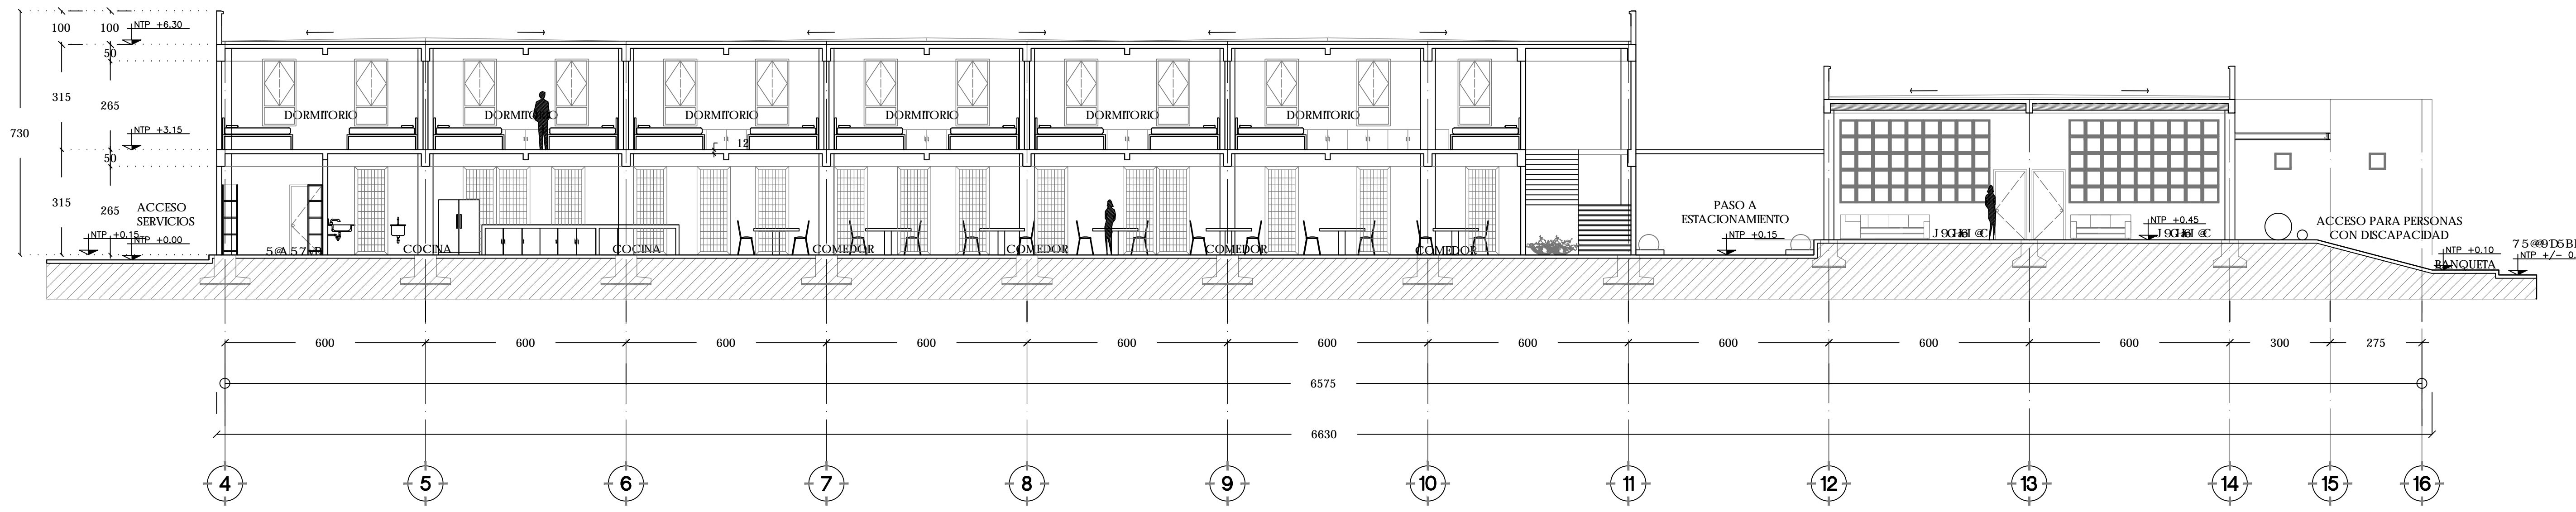 100
100
NTP +6.30
50
315
265
730
NTP +3.15
50
315
265
ACCESO
SERVICIOS
NTP +0.15
NTP +0.00
DORMITORIO
DORMITORIO
DORMITORIO
DORMITORIO
DORMITORIO
DORMITORIO
12
COCINA
COCINA
COMEDOR
COMEDOR
COMEDOR
COMEDOR
PASO A
ESTACIONAMIENTO
NTP +0.15
NTP +0.45
ACCESO PARA PERSONAS
CON DISCAPACIDAD
NTP +0.10
BANQUETA
NTP +/- 0.
600
600
600
600
600
600
600
600
600
600
300
275
6575
6630
4
5
6
7
8
9
10
11
12
13
14
15
16